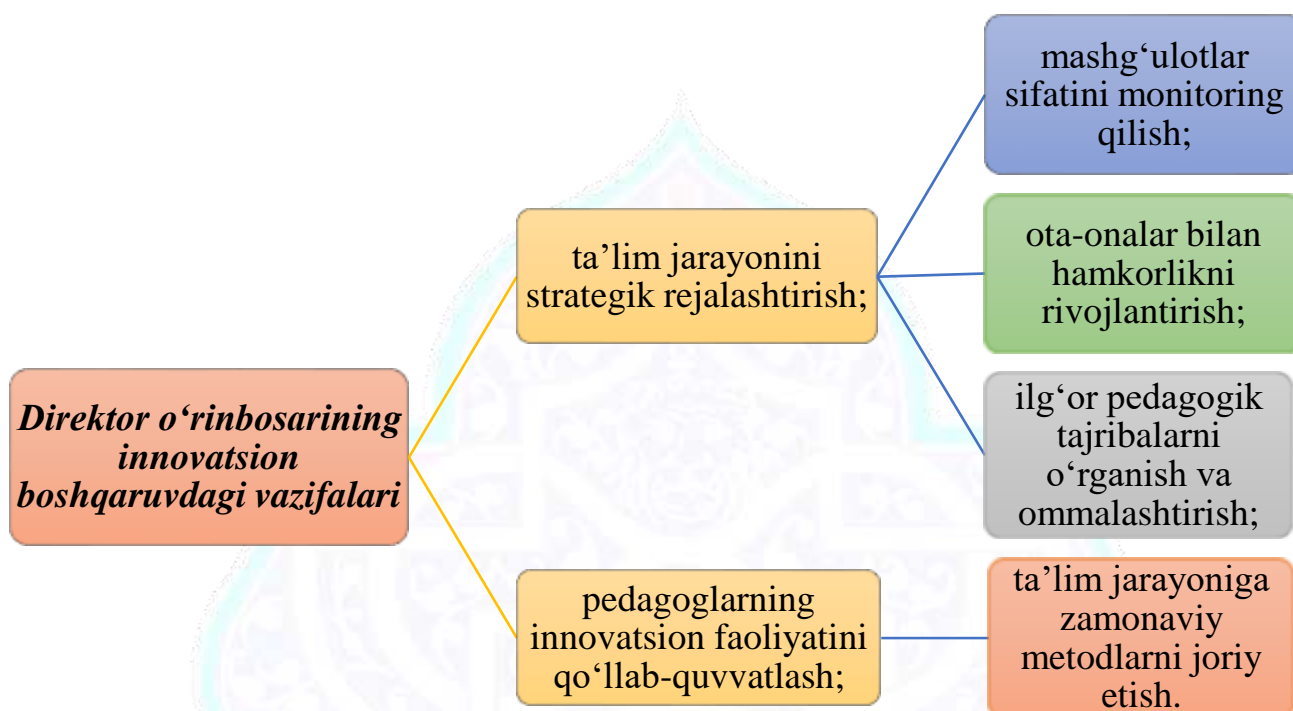 Direktor o‘rinbosarining
innovatsion
boshqaruvdagi vazifalari
ta’lim jarayonini
strategik rejalashtirish;
mashg‘ulotlar
sifatini monitoring
qilish;
ota-onalar bilan
hamkorlikni
rivojlantirish;
ilg‘or pedagogik
tajribalarni
o‘rganish va
ommalashtirish;
pedagoglarning
innovatsion faoliyatini
qo‘llab-quvvatlash;
ta’lim jarayoniga
zamonaviy
metodlarni joriy
etish.